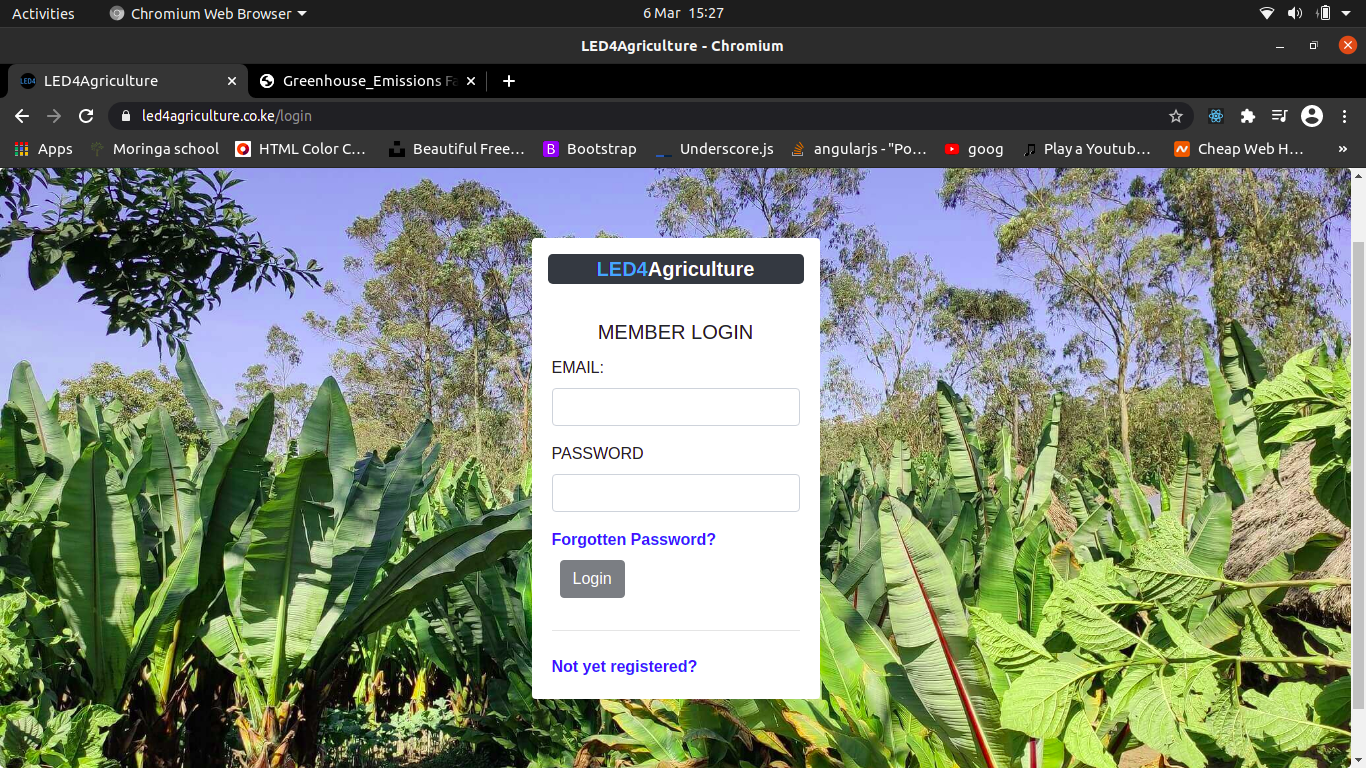 Activities
Chromium Web Browser
6 Mar 15:27
LED4Agriculture - Chromium
LED4
LED4Agriculture
Greenhouse_Emissions Fa
led4agriculture.co.ke/login
Apps
Moringa school
HTML Color C…
Beautiful Free…
B
Bootstrap
Underscore.js
angularjs - "Po…
goog
Play a Youtub…
Cheap Web H…
»
LED4Agriculture
MEMBER LOGIN
EMAIL:
PASSWORD
Forgotten Password?
Login
Not yet registered?